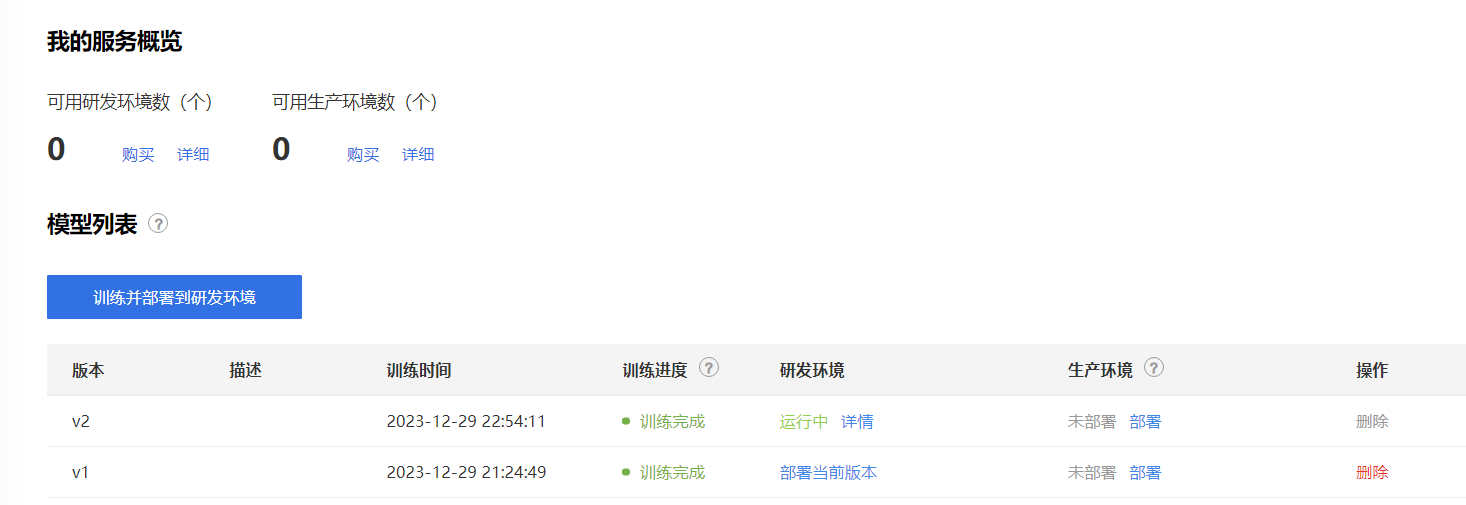 我的服务概览
可用研发环境数（个） 可用生产环境数（个）
0 购买 详细 0 购买 详细
模型列表 ?
训练并部署到研发环境
版本 描述 训练时间 训练进度 ? 研发环境 生产环境 ? 操作
v2 2023-12-29 22:54:11 训练完成 运行中 详情 未部署 部署 删除
v1 2023-12-29 21:24:49 训练完成 部署当前版本 未部署 部署 删除